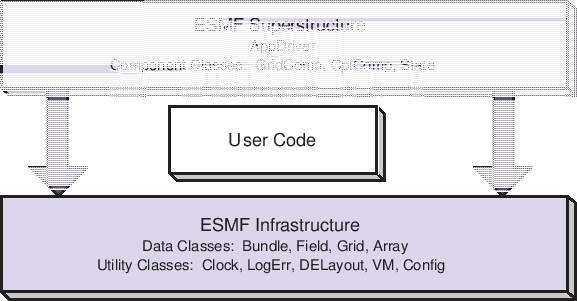 ESMF Superstructure
AppDriver
Component Classes: GridComp, CplComp, State
User Code
ESMF Infrastructure
Data Classes: Bundle, Field, Grid, Array
Utility Classes: Clock, LogErr, DELayout, VM, Config